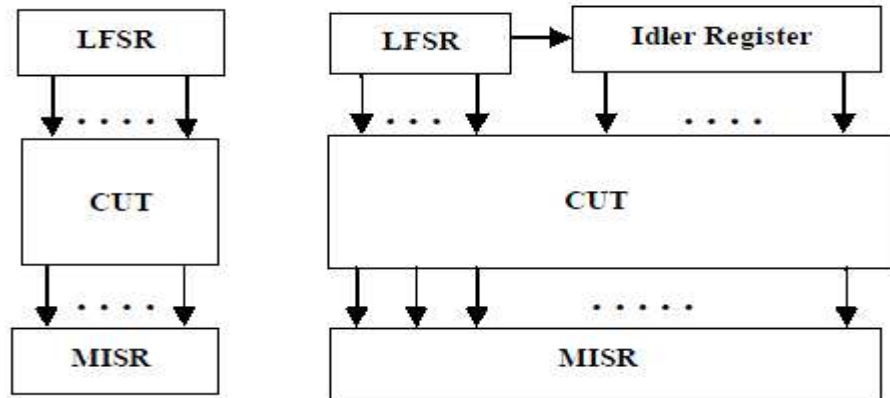 LFSR
CUT
MISR
LFSR
Idler Register
CUT
MISR